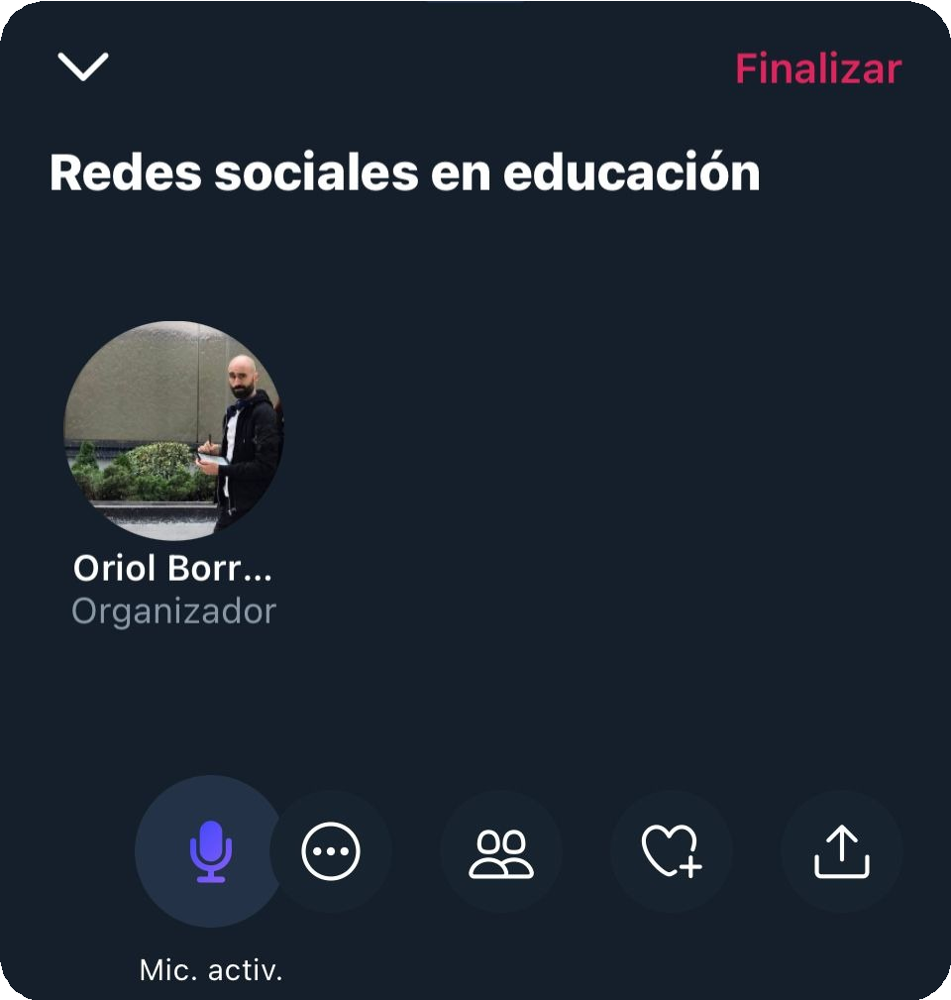 Finalizar
Redes sociales en educación
Oriol Borr...
Organizador
Mic. activ.